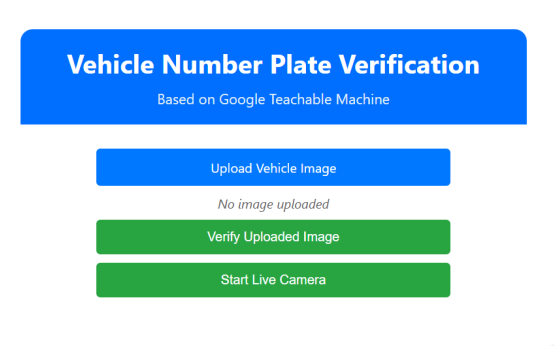 Vehicle Number Plate Verification
Based on Google Teachable Machine
Upload Vehicle Image
No image uploaded
Verify Uploaded Image
Start Live Camera